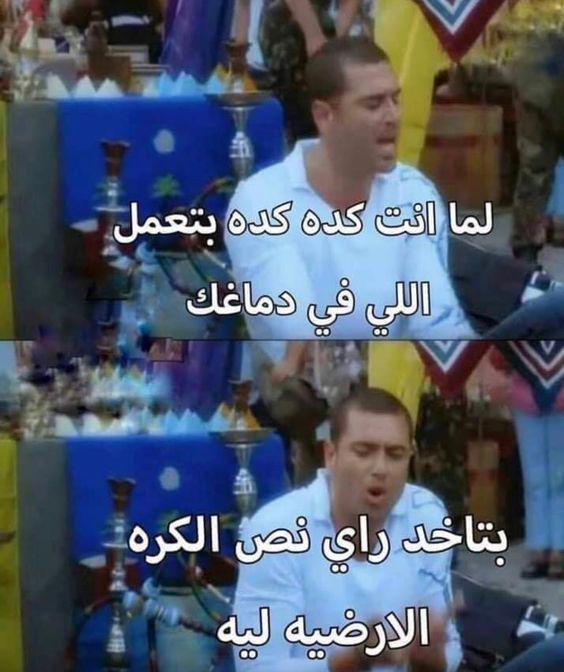 لما انت كده كده بتعمل
اللي في دماغك
بتاخد راي نص الكره
الارضيه ليه